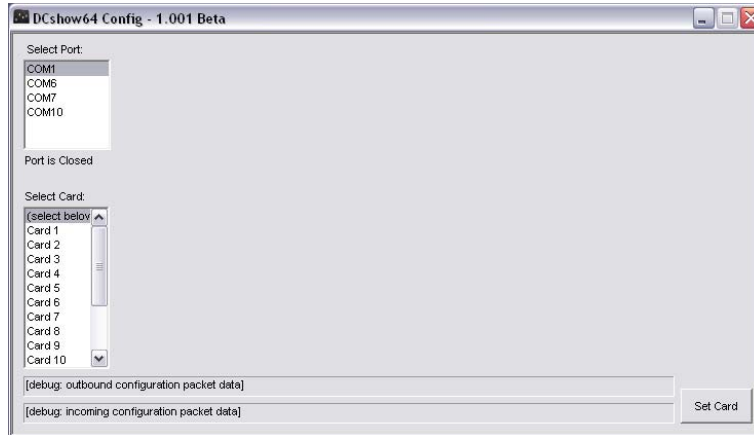 DCshow64 Config - 1.001 Beta
Select Port:
COM1
COM6
COM7
COM10
Port is Closed
Select Card:
(select belov
Card 1
Card 2
Card 3
Card 4
Card 5
Card 6
Card 7
Card 8
Card 9
Card 10
[debug: outbound configuration packet data]
[debug: incoming configuration packet data]
Set Card